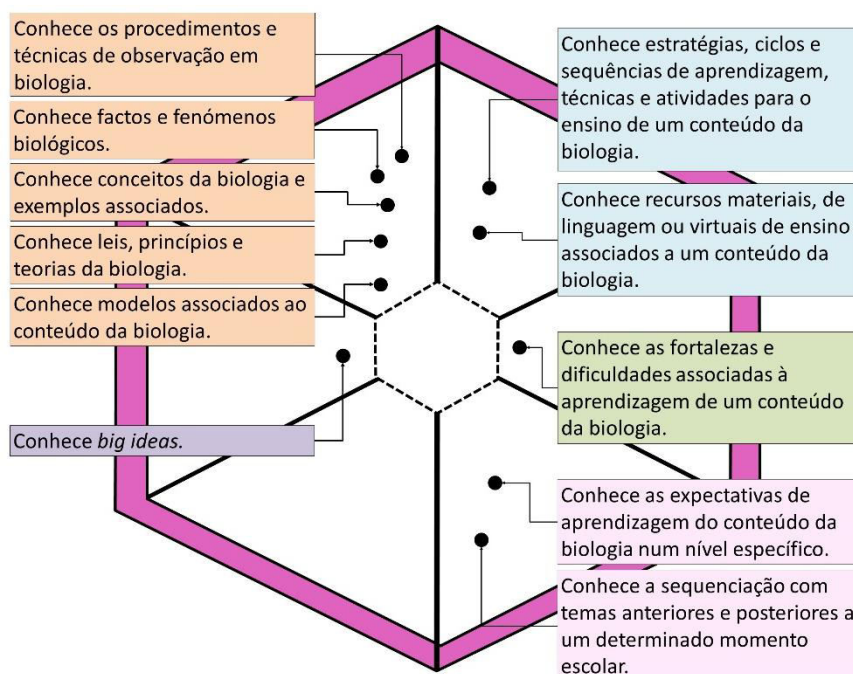 Conhece os procedimentos e
técnicas de observação em
biologia.
Conhece factos e fenómenos
biológicos.
Conhece conceitos da biologia e
exemplos associados.
Conhece leis, princípios e
teorias da biologia.
Conhece modelos associados ao
conteúdo da biologia.
Conhece big ideas.
Conhece estratégias, ciclos e
sequências de aprendizagem,
técnicas e atividades para o
ensino de um conteúdo da
biologia.
Conhece recursos materiais, de
linguagem ou virtuais de ensino
associados a um conteúdo da
biologia.
Conhece as fortalezas e
dificuldades associadas à
aprendizagem de um conteúdo
da biologia.
Conhece as expectativas de
aprendizagem do conteúdo da
biologia num nível específico.
Conhece a sequenciação com
temas anteriores e posteriores a
um determinado momento
escolar.